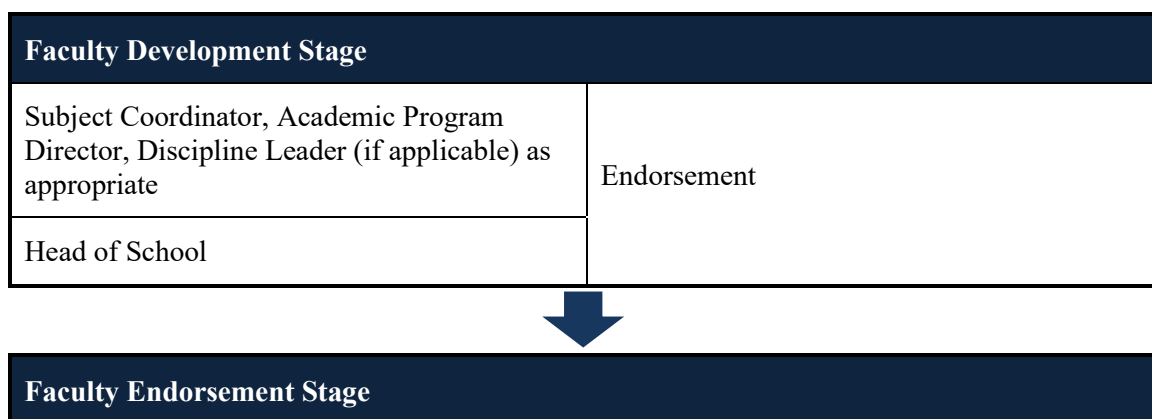 Faculty Development Stage
Subject Coordinator, Academic Program
Director, Discipline Leader (if applicable) as
appropriate
Endorsement
Head of School
Faculty Endorsement Stage